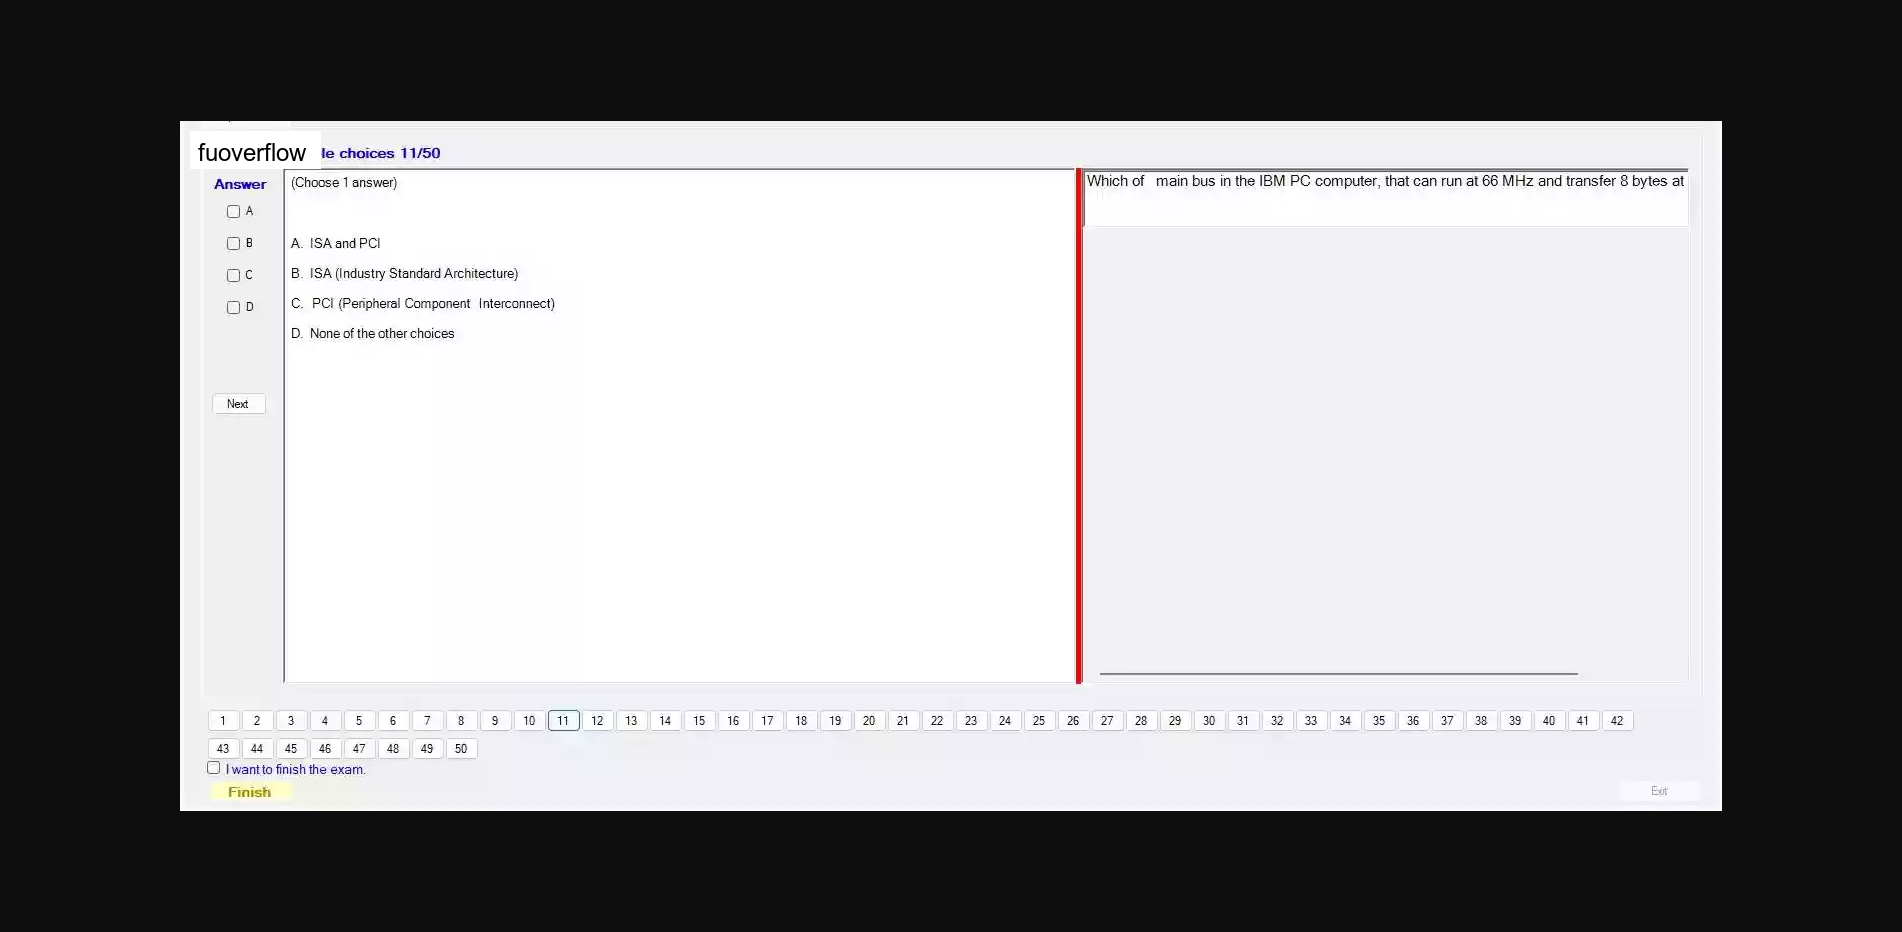 fuoverflow le choices 11/50
Answer
(Choose 1 answer)
Which of main bus in the IBM PC computer, that can run at 66 MHz and transfer 8 bytes at
A
B
C
D
A. ISA and PCI
B. ISA (Industry Standard Architecture)
C. PCI (Peripheral Component Interconnect)
D. None of the other choices
Next
1 2 3 4 5 6 7 8 9 10 11 12 13 14 15 16 17 18 19 20 21 22 23 24 25 26 27 28 29 30 31 32 33 34 35 36 37 38 39 40 41 42
43 44 45 46 47 48 49 50
I want to finish the exam.
Finish
Exit